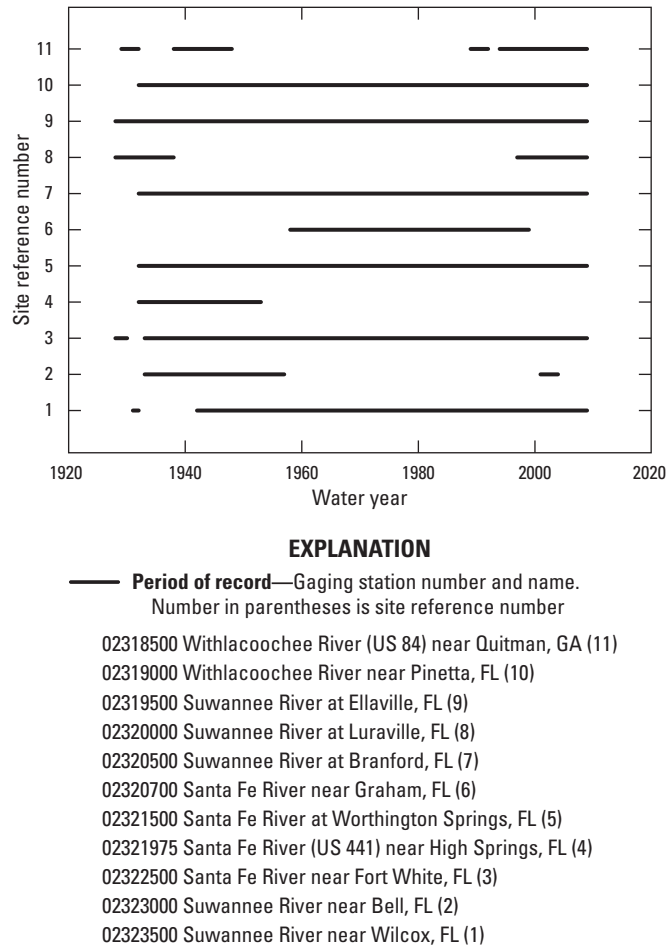 11
10
9
8
7
6
5
4
3
2
1
Site reference number
1920 1940 1960 1980 2000 2020
Water year
EXPLANATION
Period of record—Gaging station number and name.
Number in parentheses is site reference number
02318500 Withlacoochee River (US 84) near Quitman, GA (11)
02319000 Withlacoochee River near Pinetta, FL (10)
02319500 Suwannee River at Ellaville, FL (9)
02320000 Suwannee River at Luraville, FL (8)
02320500 Suwannee River at Branford, FL (7)
02320700 Santa Fe River near Graham, FL (6)
02321500 Santa Fe River at Worthington Springs, FL (5)
02321975 Santa Fe River (US 441) near High Springs, FL (4)
02322500 Santa Fe River near Fort White, FL (3)
02323000 Suwannee River near Bell, FL (2)
02323500 Suwannee River near Wilcox, FL (1)